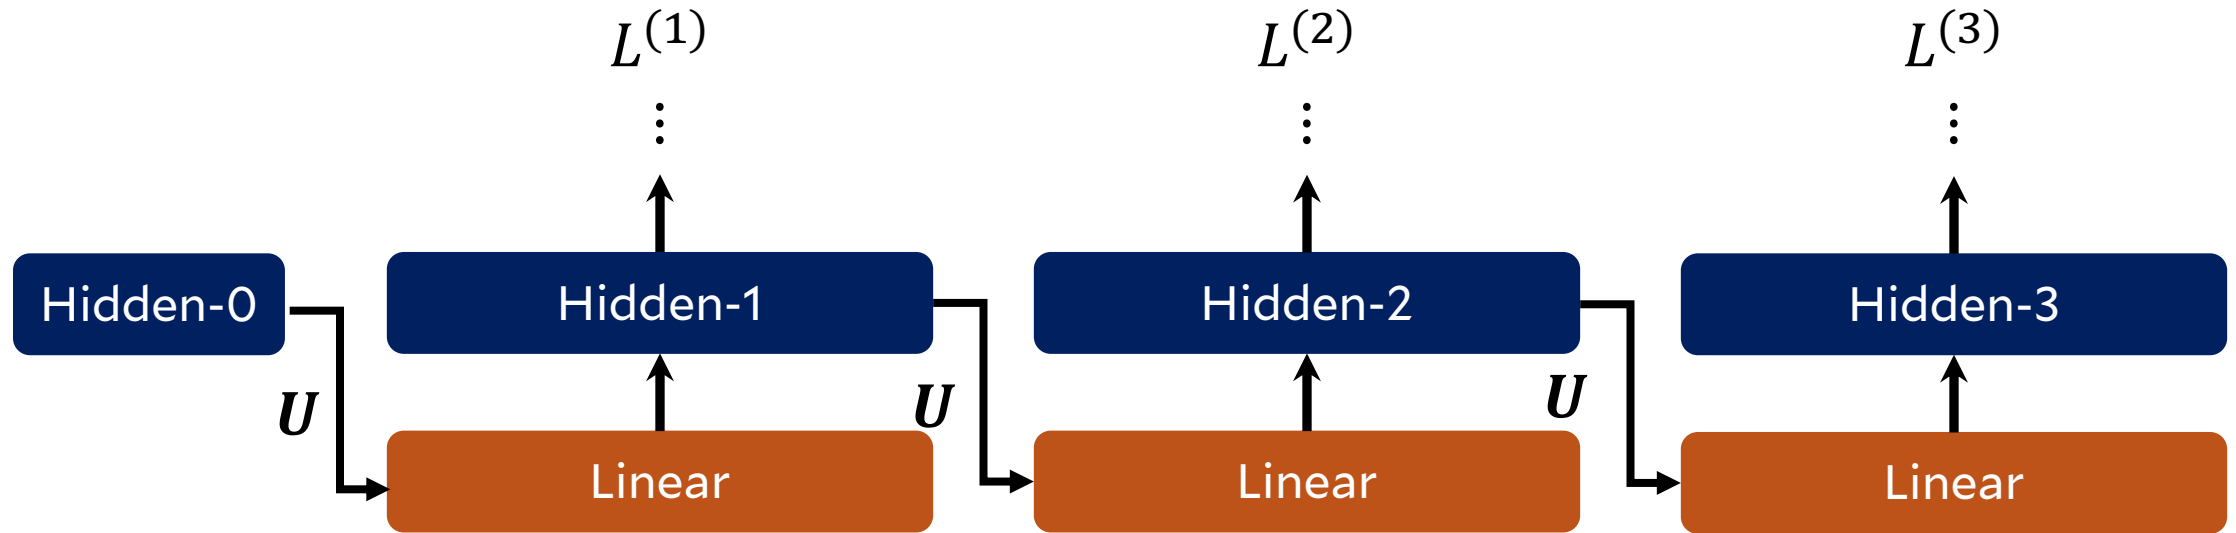 L^(1) L^(2) L^(3)
⋮ ⋮ ⋮
Hidden-0 Hidden-1 Hidden-2 Hidden-3
U U U
Linear Linear Linear